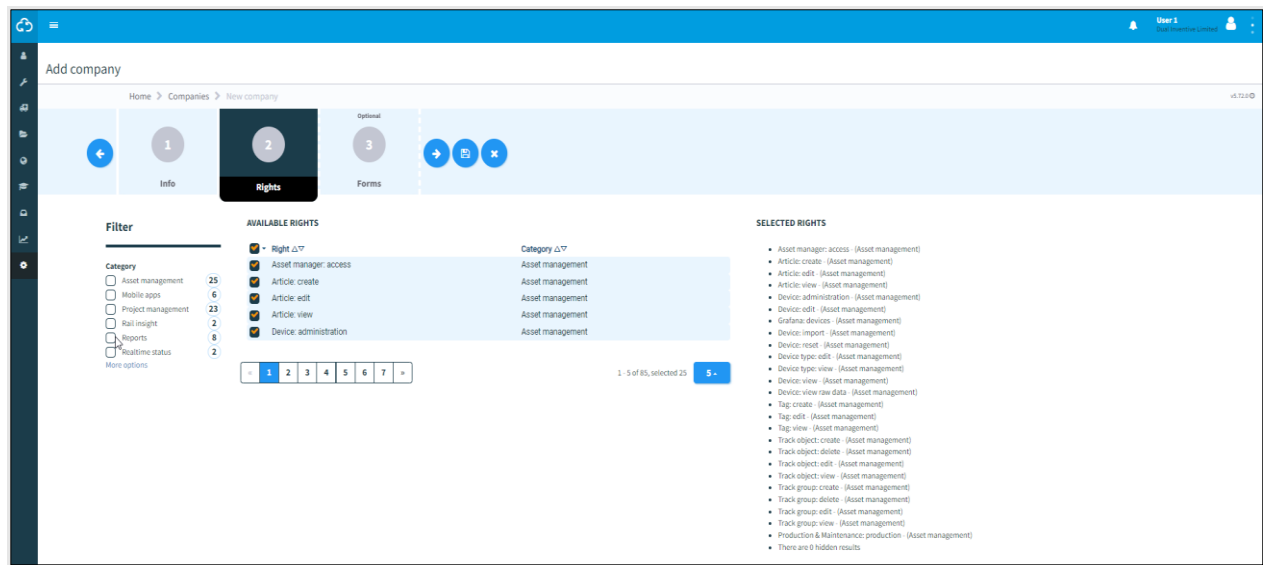 User 1
Dual Inventive Limited
Add company
Home > Companies > New company
v5.72.0
1
Info
2
Rights
Optional
3
Forms
Filter
Category
Asset management 25
Mobile apps 6
Project management 23
Rail insight 2
Reports 8
Realtime status 2
More options
AVAILABLE RIGHTS
Right Category
Asset manager: access Asset management
Article: create Asset management
Article: edit Asset management
Article: view Asset management
Device: administration Asset management
« 1 2 3 4 5 6 7 »
1 - 5 of 85, selected 25
5
SELECTED RIGHTS
Asset manager: access - (Asset management)
Article: create - (Asset management)
Article: edit - (Asset management)
Article: view - (Asset management)
Device: administration - (Asset management)
Device: edit - (Asset management)
Grafana: devices - (Asset management)
Device: import - (Asset management)
Device: reset - (Asset management)
Device type: edit - (Asset management)
Device type: view - (Asset management)
Device: view - (Asset management)
Device: view raw data - (Asset management)
Tag: create - (Asset management)
Tag: edit - (Asset management)
Tag: view - (Asset management)
Track object: create - (Asset management)
Track object: delete - (Asset management)
Track object: edit - (Asset management)
Track object: view - (Asset management)
Track group: create - (Asset management)
Track group: delete - (Asset management)
Track group: edit - (Asset management)
Track group: view - (Asset management)
Production & Maintenance: production - (Asset management)
There are 0 hidden results